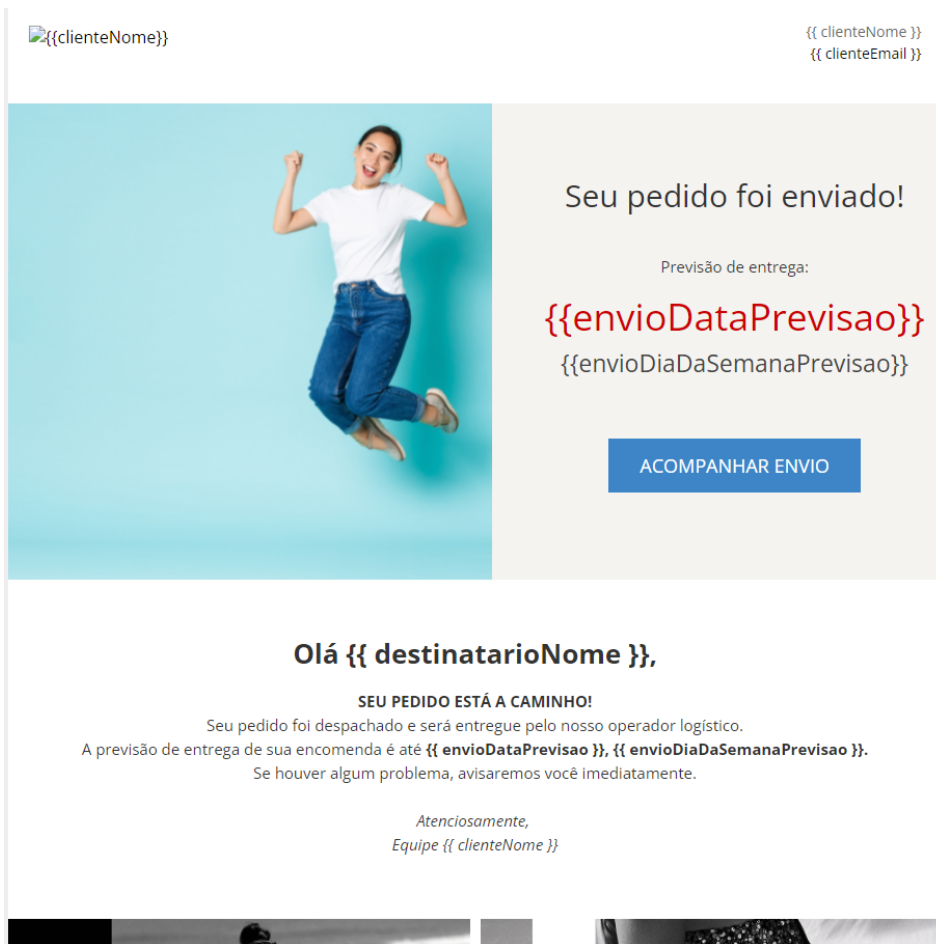 {{clienteNome}}
{{ clienteNome }}
{{ clienteEmail }}
Seu pedido foi enviado!
Previsão de entrega:
{{envioDataPrevisao}}
{{envioDiaDaSemanaPrevisao}}
ACOMPANHAR ENVIO
Olá {{ destinatarioNome }},
SEU PEDIDO ESTÁ A CAMINHO!
Seu pedido foi despachado e será entregue pelo nosso operador logístico.
A previsão de entrega de sua encomenda é até {{ envioDataPrevisao }}, {{ envioDiaDaSemanaPrevisao }}.
Se houver algum problema, avisaremos você imediatamente.
Atenciosamente,
Equipe {{ clienteNome }}